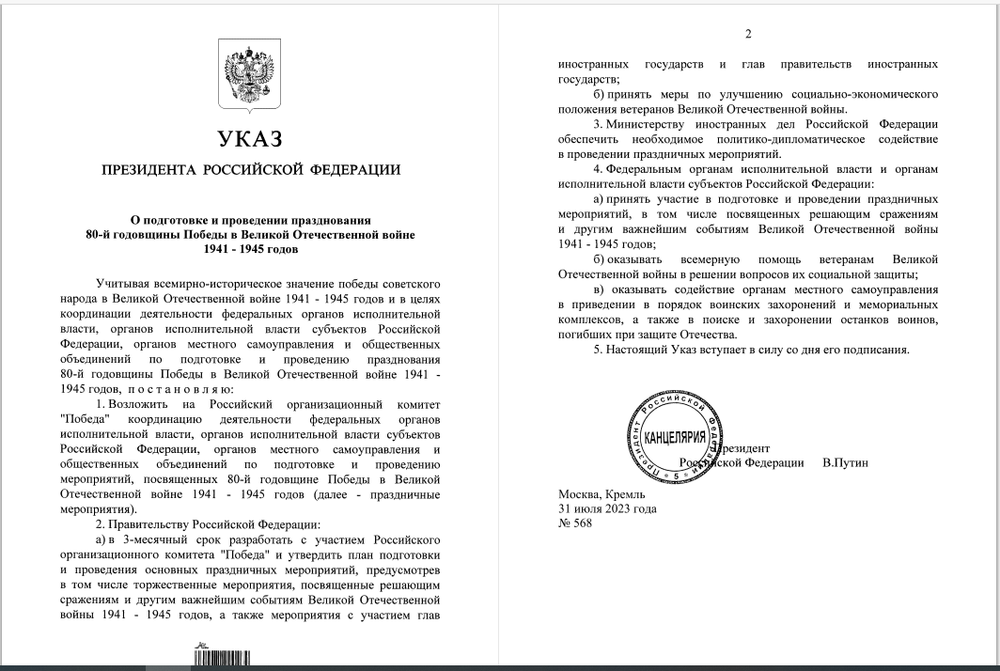 УКАЗ
ПРЕЗИДЕНТА РОССИЙСКОЙ ФЕДЕРАЦИИ
О подготовке и проведении празднования
80-й годовщины Победы в Великой Отечественной войне
1941 - 1945 годов
Учитывая всемирно-историческое значение победы советского
народа в Великой Отечественной войне 1941 - 1945 годов и в целях
координации деятельности федеральных органов исполнительной
власти, органов исполнительной власти субъектов Российской
Федерации, органов местного самоуправления и общественных
объединений по подготовке и проведению празднования
80-й годовщины Победы в Великой Отечественной войне 1941 -
1945 годов, п о с т а н о в л я ю:
1. Возложить на Российский организационный комитет
"Победа" координацию деятельности федеральных органов
исполнительной власти, органов исполнительной власти субъектов
Российской Федерации, органов местного самоуправления и
общественных объединений по подготовке и проведению
мероприятий, посвященных 80-й годовщине Победы в Великой
Отечественной войне 1941 - 1945 годов (далее - праздничные
мероприятия).
2. Правительству Российской Федерации:
а) в 3-месячный срок разработать с участием Российского
организационного комитета "Победа" и утвердить план подготовки
и проведения основных праздничных мероприятий, предусмотрев
в том числе торжественные мероприятия, посвященные решающим
сражениям и другим важнейшим событиям Великой Отечественной
войны 1941 - 1945 годов, а также мероприятия с участием глав
2
иностранных государств и глав правительств иностранных
государств;
б) принять меры по улучшению социально-экономического
положения ветеранов Великой Отечественной войны.
3. Министерству иностранных дел Российской Федерации
обеспечить необходимое политико-дипломатическое содействие
в проведении праздничных мероприятий.
4. Федеральным органам исполнительной власти и органам
исполнительной власти субъектов Российской Федерации:
а) принять участие в подготовке и проведении праздничных
мероприятий, в том числе посвященных решающим сражениям
и другим важнейшим событиям Великой Отечественной войны
1941 - 1945 годов;
б) оказывать всемерную помощь ветеранам Великой
Отечественной войны в решении вопросов их социальной защиты;
в) оказывать содействие органам местного самоуправления
в приведении в порядок воинских захоронений и мемориальных
комплексов, а также в поиске и захоронении останков воинов,
погибших при защите Отечества.
5. Настоящий Указ вступает в силу со дня его подписания.
Президент Российской Федерации
КАНЦЕЛЯРИЯ
* 5 *
Президент
Российской Федерации В.Путин
Москва, Кремль
31 июля 2023 года
№ 568